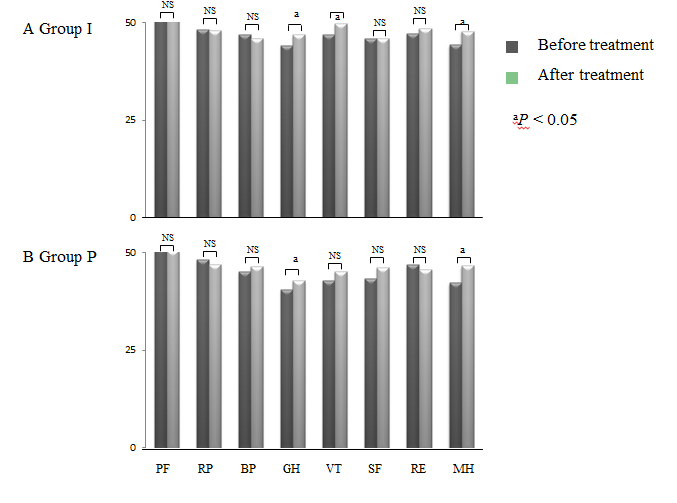 A Group I
50
25
0
NS
NS
NS
a
a
NS
NS
a
Before treatment
After treatment
aP < 0.05
B Group P
50
25
0
NS
NS
NS
a
NS
NS
NS
a
PF RP BP GH VT SF RE MH